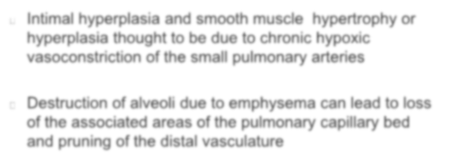 Intimal hyperplasia and smooth muscle hypertrophy or
hyperplasia thought to be due to chronic hypoxic
vasoconstriction of the small pulmonary arteries
Destruction of alveoli due to emphysema can lead to loss
of the associated areas of the pulmonary capillary bed
and pruning of the distal vasculature